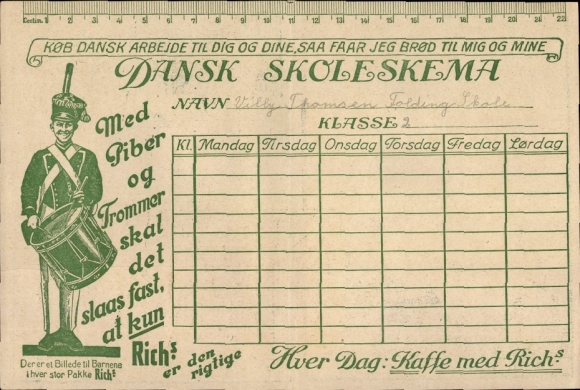 Centim. 1 2 3 4 5 6 7 8 9 10 11 12 13 14 15 16 17 18 19 20 21 22
KØB DANSK ARBEJDE TIL DIG OG DINE, SAA FAAR JEG BRØD TIL MIG OG MINE
DANSK SKOLESKEMA
NAVN Villy Thomsen Folding Skole
KLASSE 2
Kl. Mandag Tirsdag Onsdag Torsdag Fredag Lørdag
Med
Piber
og
Trommer
skal
det
slaas fast,
at kun
Richs
er den
rigtige
Der er et Billede til Børnene
i hver stor Pakke Richs
Hver Dag: Kaffe med Richs